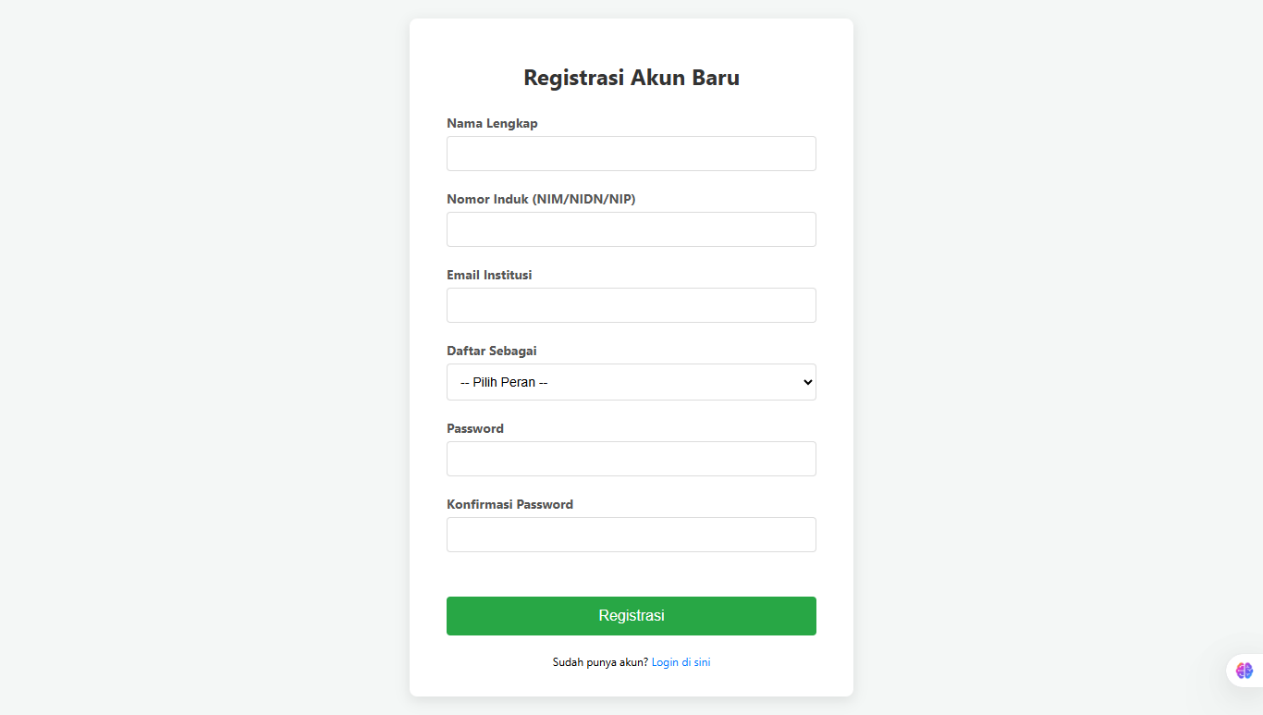 Registrasi Akun Baru
Nama Lengkap
Nomor Induk (NIM/NIDN/NIP)
Email Institusi
Daftar Sebagai
-- Pilih Peran --
Password
Konfirmasi Password
Registrasi
Sudah punya akun? Login di sini